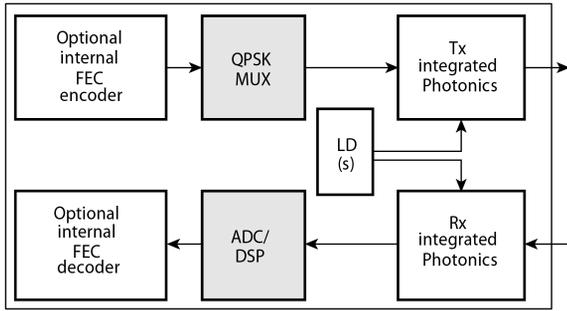 Optional
internal
FEC
encoder
QPSK
MUX
Tx
integrated
Photonics
LD
(s)
Optional
internal
FEC
decoder
ADC/
DSP
Rx
integrated
Photonics